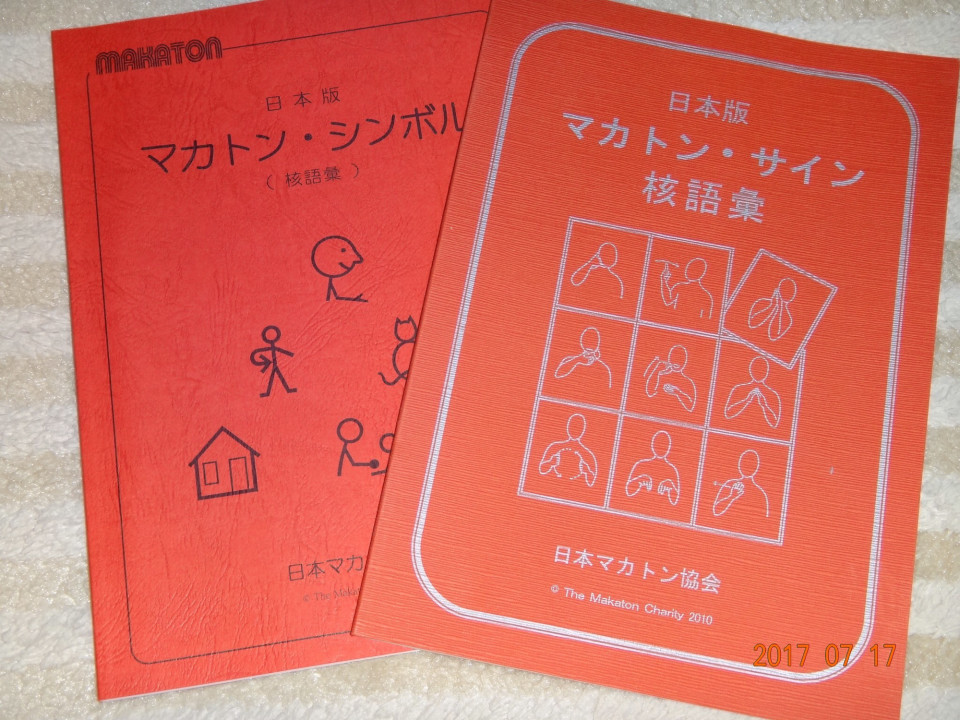 MAKATON
日本版
マカトン・シンボル
（核語彙）
日本マカ
© The Mak
日本版
マカトン・サイン
核語彙
日本マカトン協会
© The Makaton Charity 2010
2017 07 17